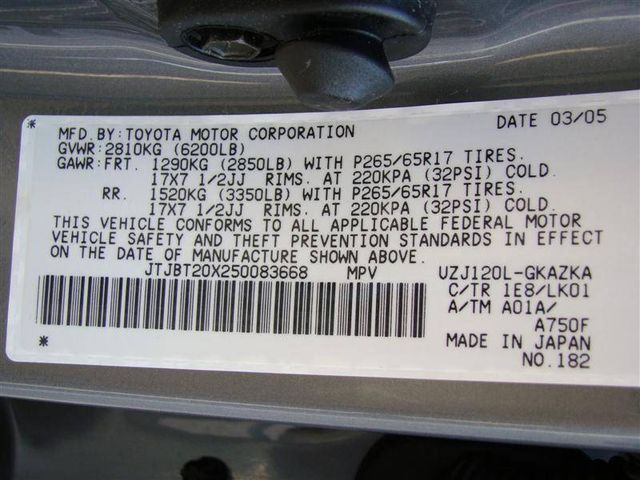 * DATE 03/05
MFD.BY:TOYOTA MOTOR CORPORATION
GVWR:2810KG (6200LB)
GAWR:FRT. 1290KG (2850LB) WITH P265/65R17 TIRES.
17X7 1/2JJ RIMS. AT 220KPA (32PSI) COLD.
RR. 1520KG (3350LB) WITH P265/65R17 TIRES.
17X7 1/2JJ RIMS. AT 220KPA (32PSI) COLD.
THIS VEHICLE CONFORMS TO ALL APPLICABLE FEDERAL MOTOR
VEHICLE SAFETY AND THEFT PREVENTION STANDARDS IN EFFECT
ON THE DATE OF MANUFACTURE SHOWN ABOVE.
JTJBT20X250083668 MPV UZJ120L-GKAZKA
C/TR 1E8/LK01
A/TM A01A/
A750F
* MADE IN JAPAN
NO.182